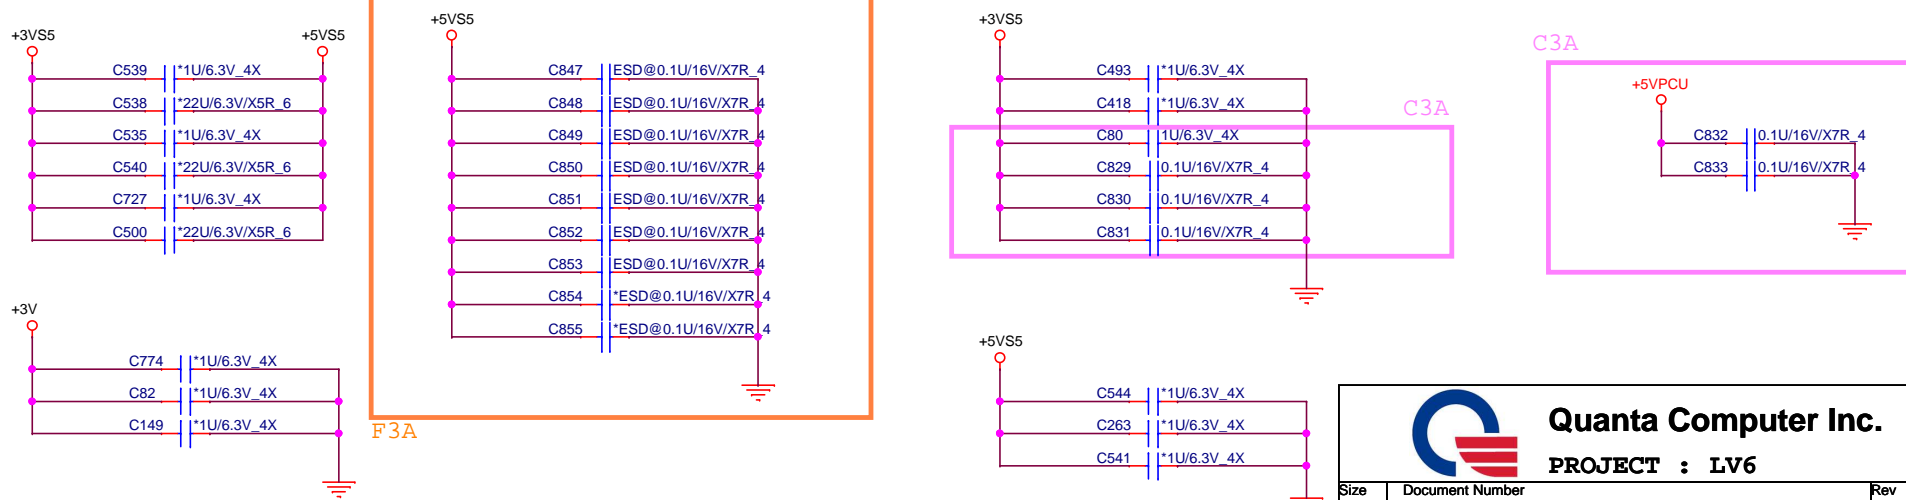 +3VS5
+5VS5
C539 *1U/6.3V_4X
C538 *22U/6.3V/X5R_6
C535 *1U/6.3V_4X
C540 *22U/6.3V/X5R_6
C727 *1U/6.3V_4X
C500 *22U/6.3V/X5R_6
+3V
C774 *1U/6.3V_4X
C82 *1U/6.3V_4X
C149 *1U/6.3V_4X
+5VS5
C847 ESD@0.1U/16V/X7R_4
C848 ESD@0.1U/16V/X7R_4
C849 ESD@0.1U/16V/X7R_4
C850 ESD@0.1U/16V/X7R_4
C851 ESD@0.1U/16V/X7R_4
C852 ESD@0.1U/16V/X7R_4
C853 ESD@0.1U/16V/X7R_4
C854 *ESD@0.1U/16V/X7R_4
C855 *ESD@0.1U/16V/X7R_4
F3A
+3VS5
C493 *1U/6.3V_4X
C418 *1U/6.3V_4X
C3A
C80 1U/6.3V_4X
C829 0.1U/16V/X7R_4
C830 0.1U/16V/X7R_4
C831 0.1U/16V/X7R_4
+5VS5
C544 *1U/6.3V_4X
C263 *1U/6.3V_4X
C541 *1U/6.3V_4X
C3A
+5VPCU
C832 0.1U/16V/X7R_4
C833 0.1U/16V/X7R_4
Quanta Computer Inc.
PROJECT : LV6
Size Document Number Rev